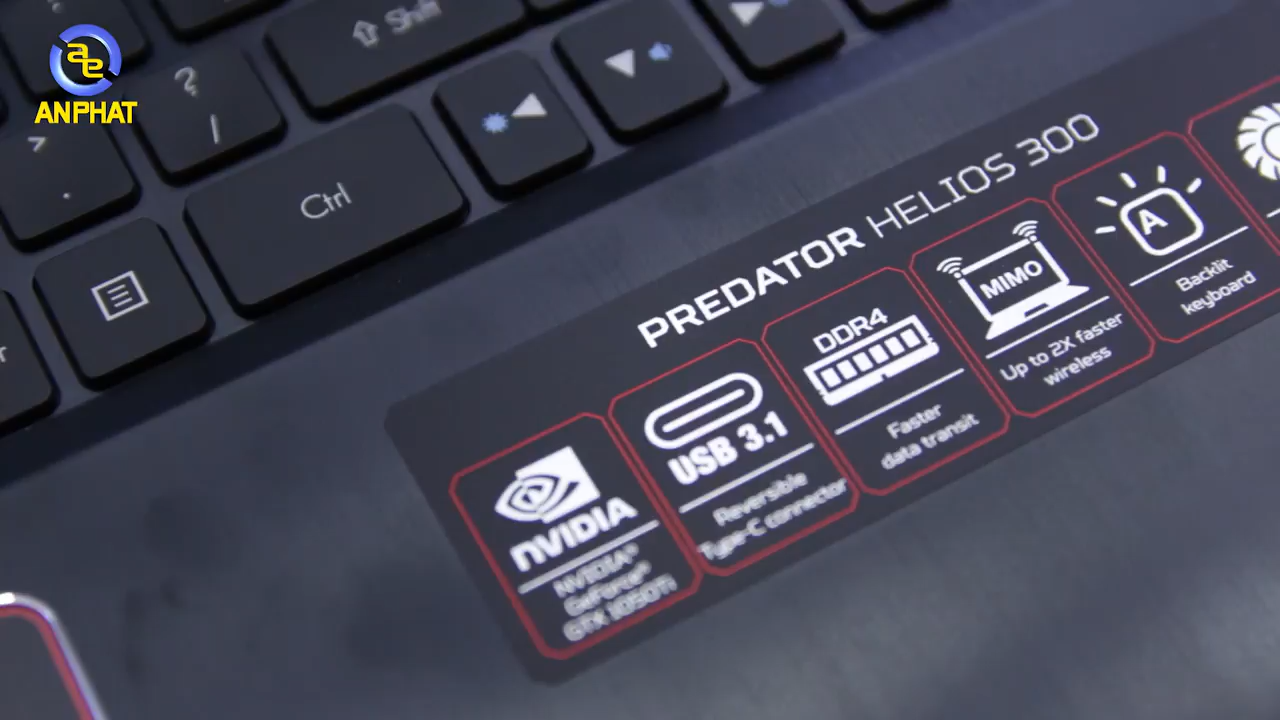 ae
ANPHAT
Shift
?
/
>
.
Ctrl
PREDATOR HELIOS 300
NVIDIA
NVIDIA®
GeForce®
GTX 1050Ti
USB 3.1
Reversible
Type-C connector
DDR4
Faster
data transit
MIMO
Up to 2X faster
wireless
A
Backlit
keyboard